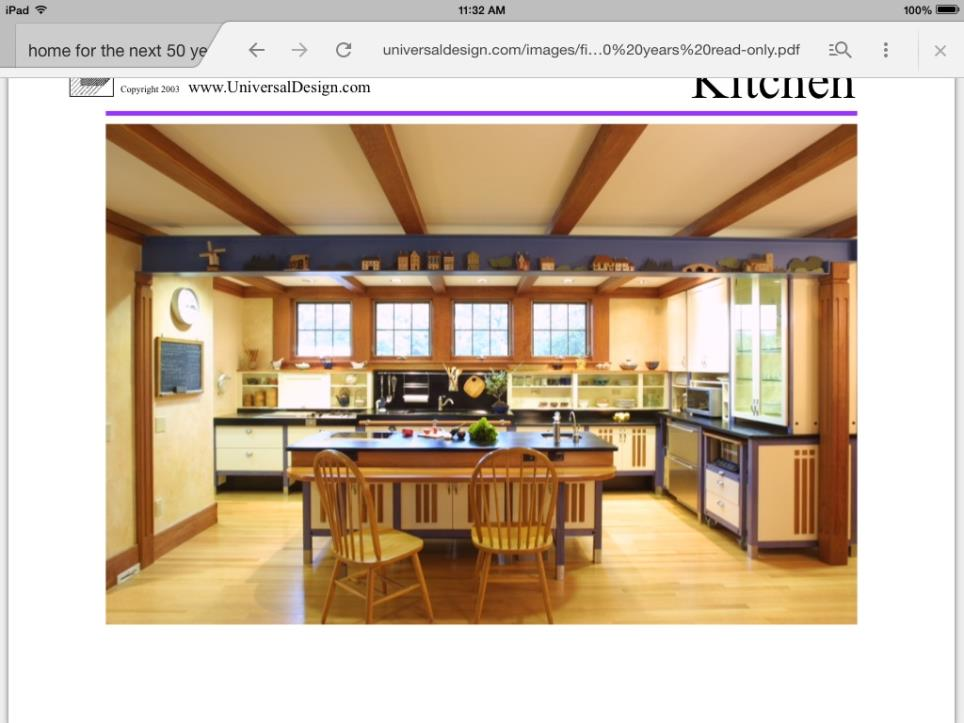 iPad 11:32 AM 100%
home for the next 50 ye
universaldesign.com/images/fi...0%20years%20read-only.pdf
Copyright 2003 www.UniversalDesign.com
Kitchen